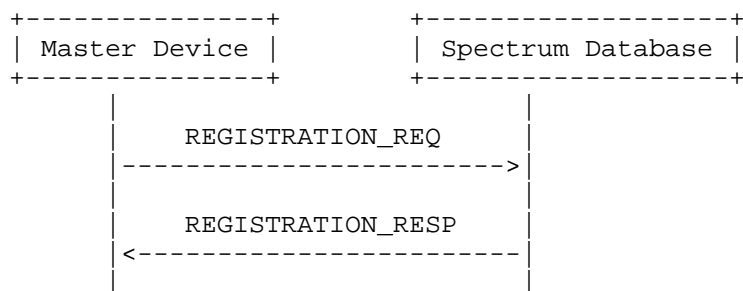 Master Device Spectrum Database
REGISTRATION_REQ
REGISTRATION_RESP